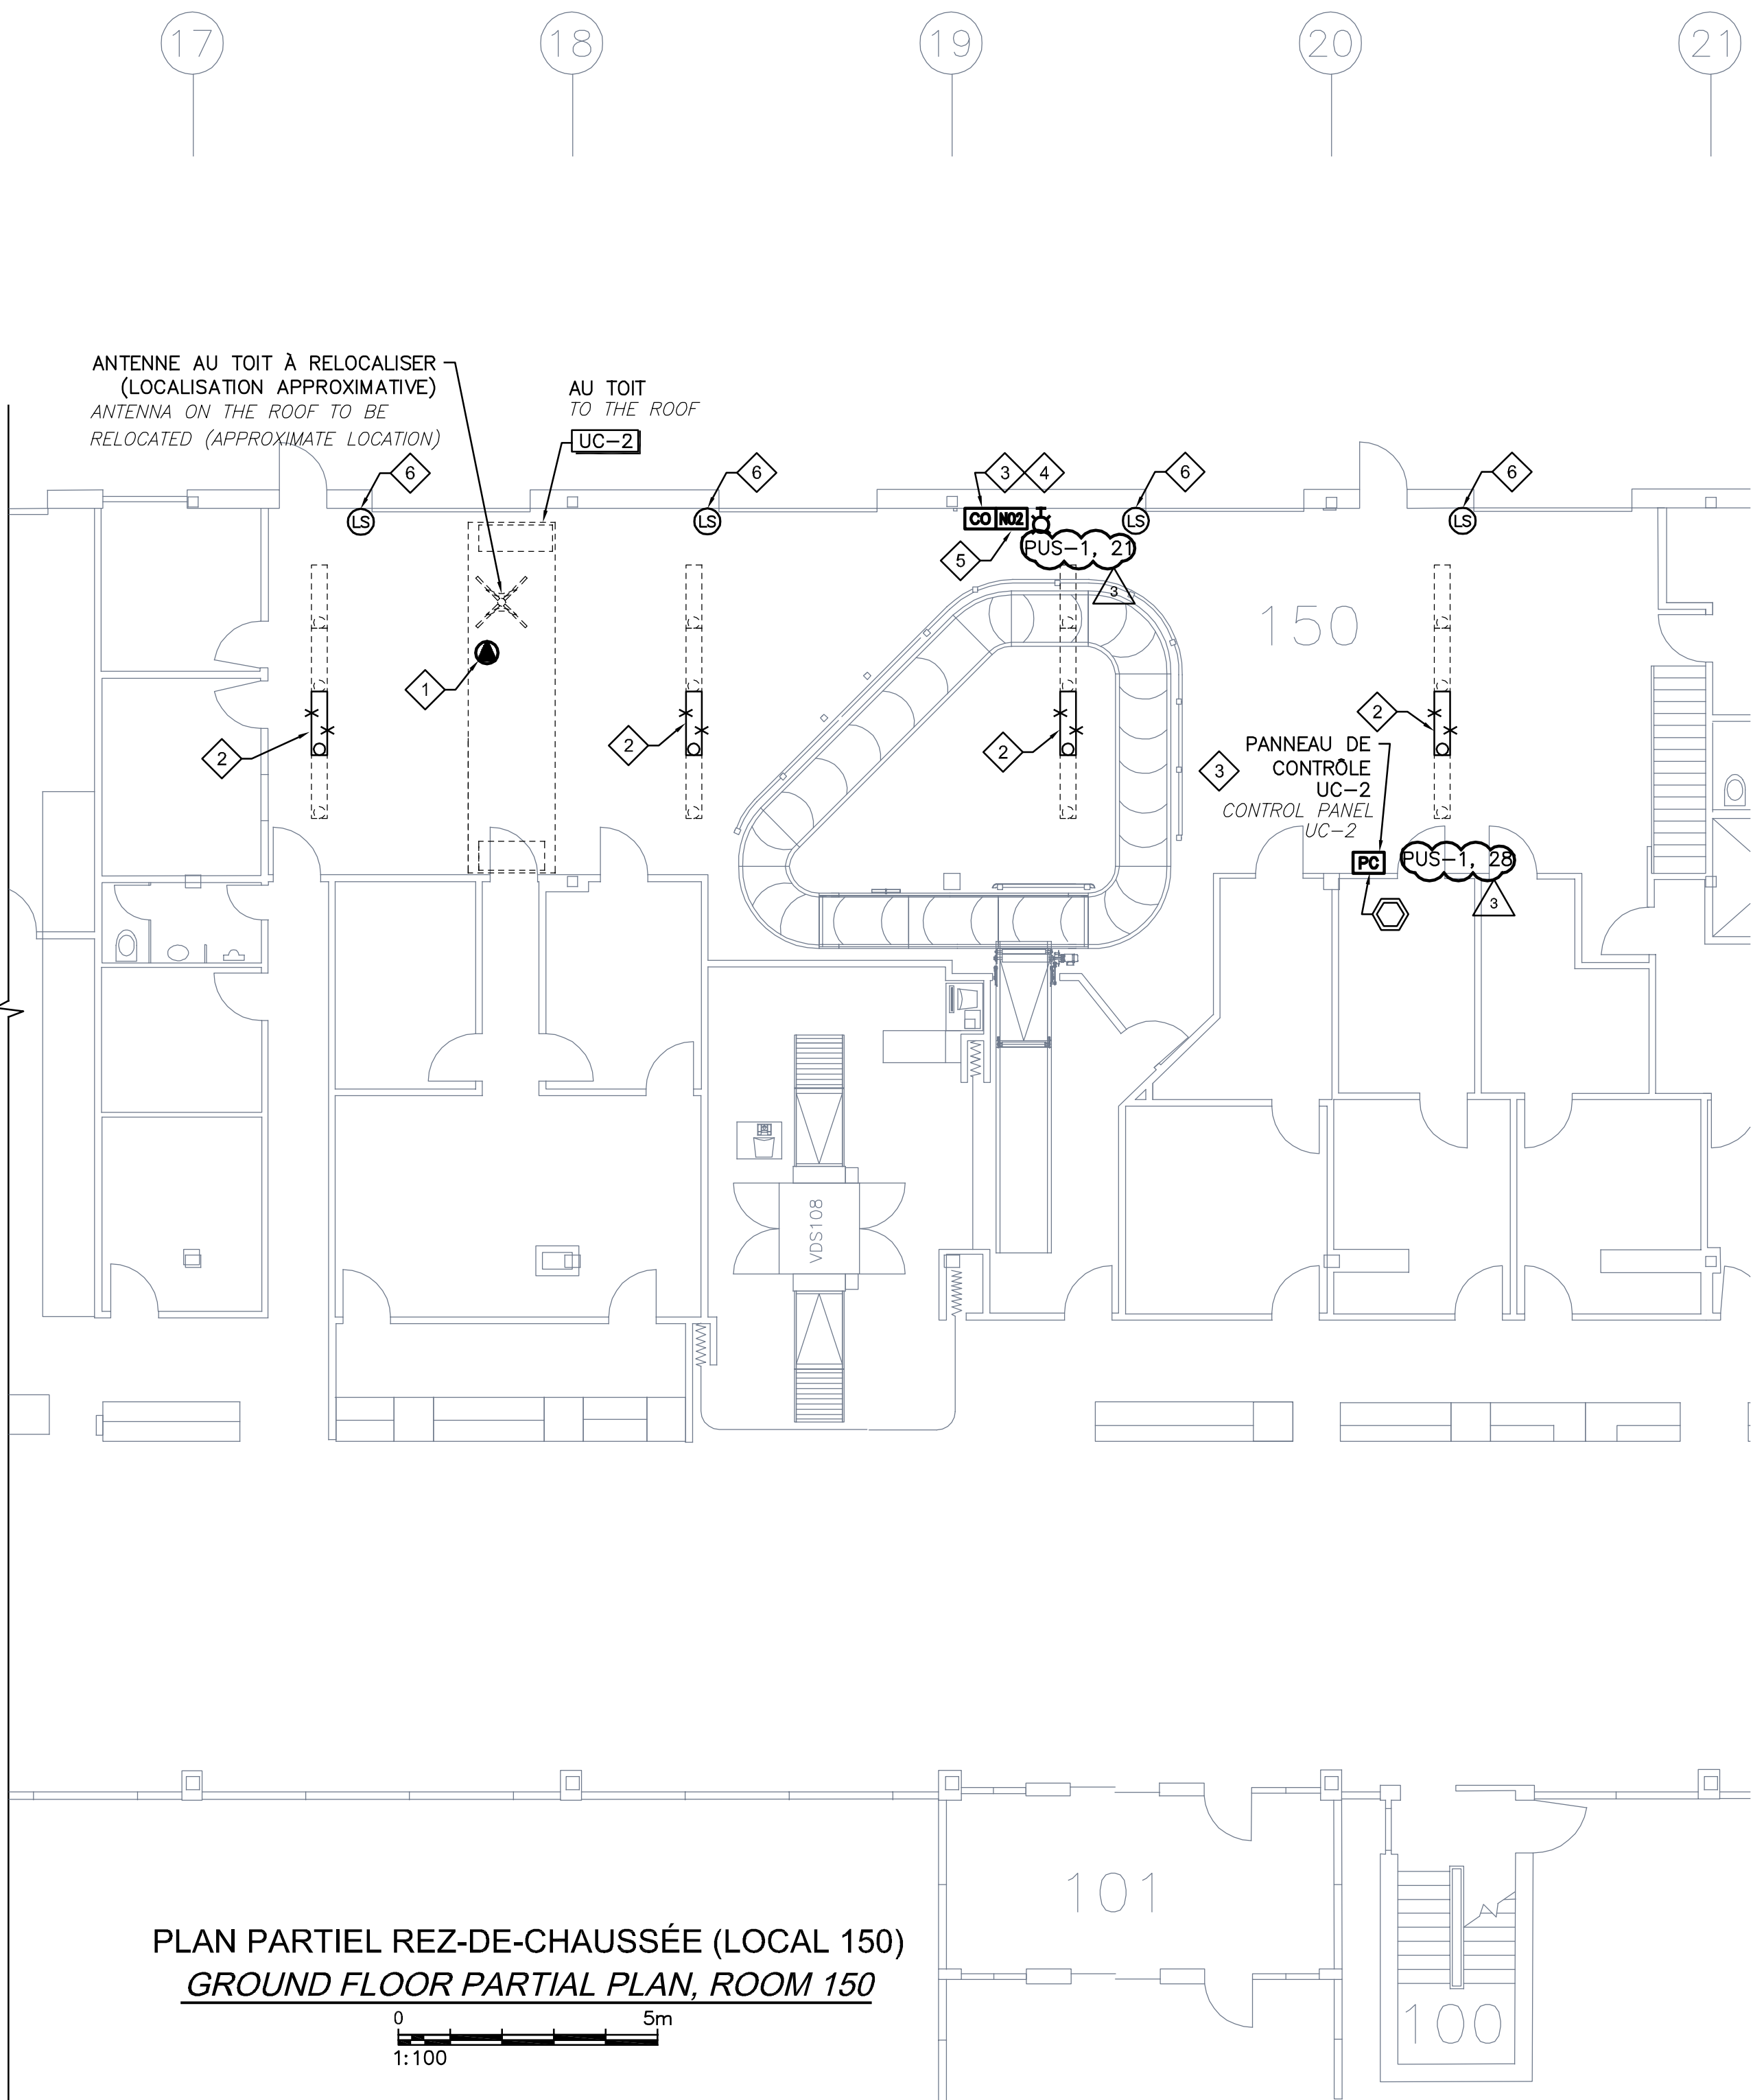 17
18
19
20
21
ANTENNE AU TOIT À RELOCALISER
(LOCALISATION APPROXIMATIVE)
ANTENNA ON THE ROOF TO BE
RELOCATED (APPROXIMATE LOCATION)
AU TOIT
TO THE ROOF
UC-2
6
6
3
4
6
6
LS
LS
CO NO2
LS
LS
PUS-1, 21
5
3
150
1
2
2
2
2
3
PANNEAU DE
CONTRÔLE
UC-2
CONTROL PANEL
UC-2
PC
PUS-1, 28
3
VDS108
101
100
PLAN PARTIEL REZ-DE-CHAUSSÉE (LOCAL 150)
GROUND FLOOR PARTIAL PLAN, ROOM 150
0
5m
1:100